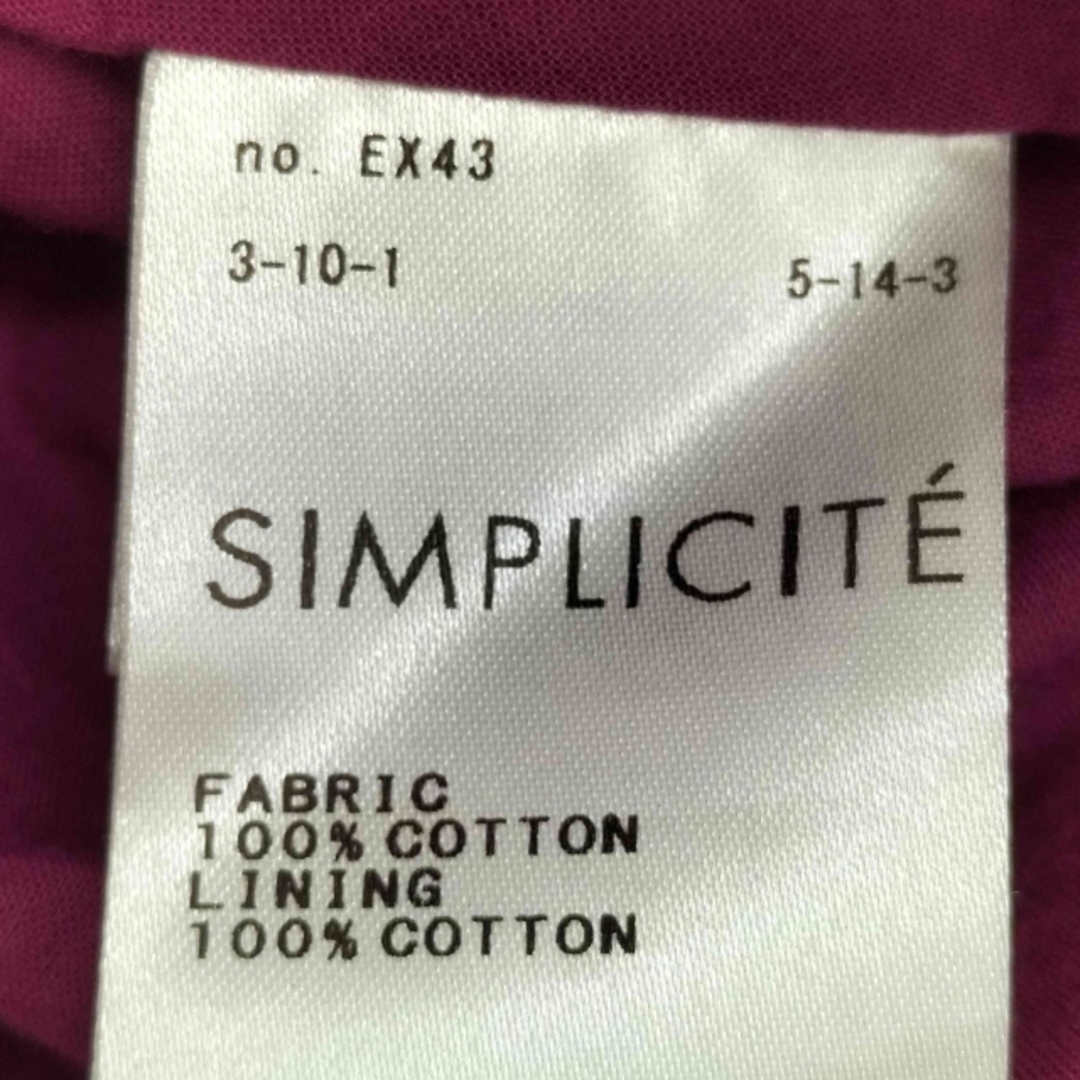 no. EX43
3-10-1 5-14-3
SIMPLICITÉ
FABRIC
100% COTTON
LINING
100% COTTON